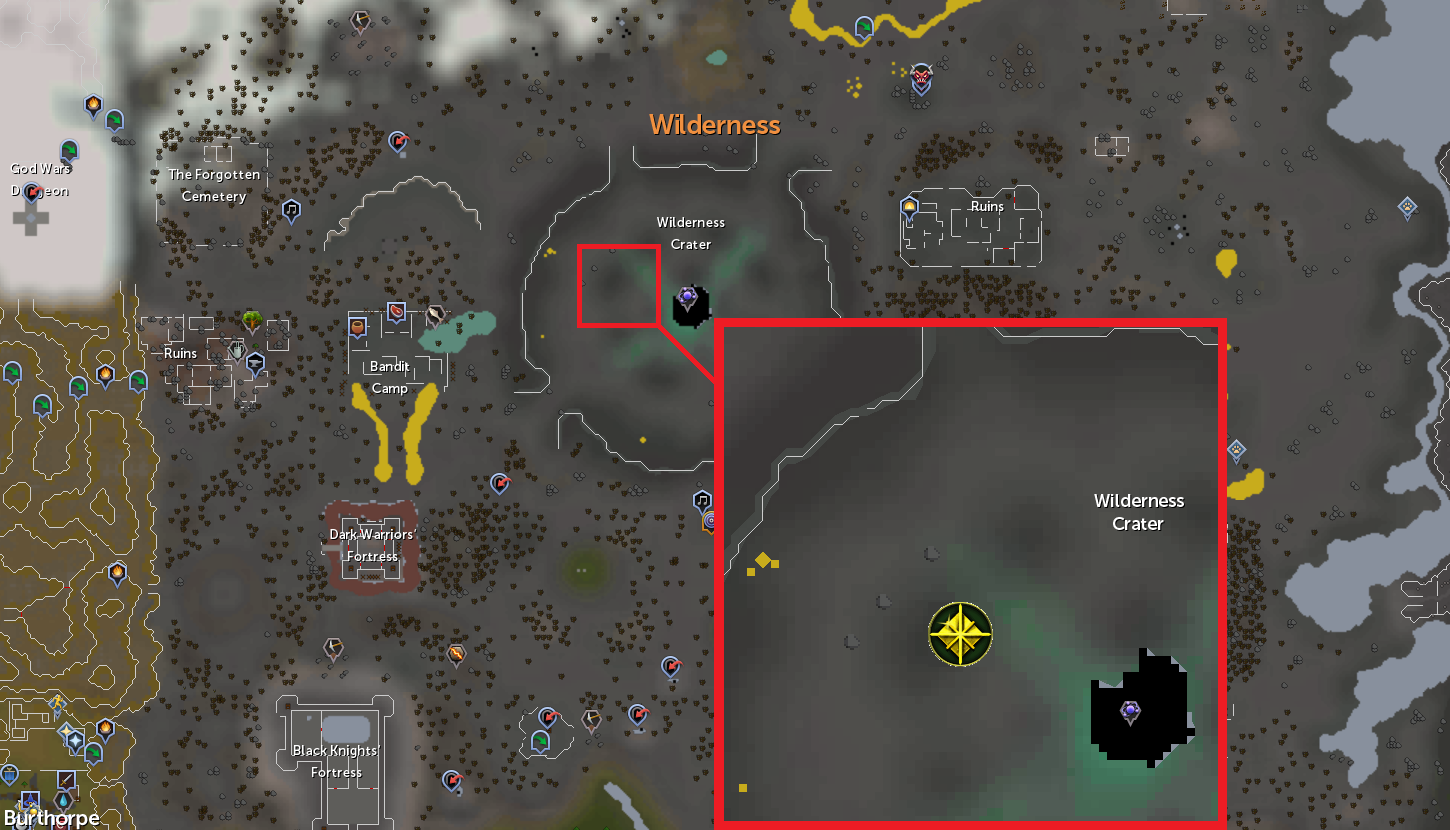 Wilderness
God Wars
Dungeon
The Forgotten
Cemetery
Wilderness
Crater
Ruins
Ruins
Bandit
Camp
Wilderness
Crater
Dark Warriors'
Fortress
Black Knights'
Fortress
Burthorpe